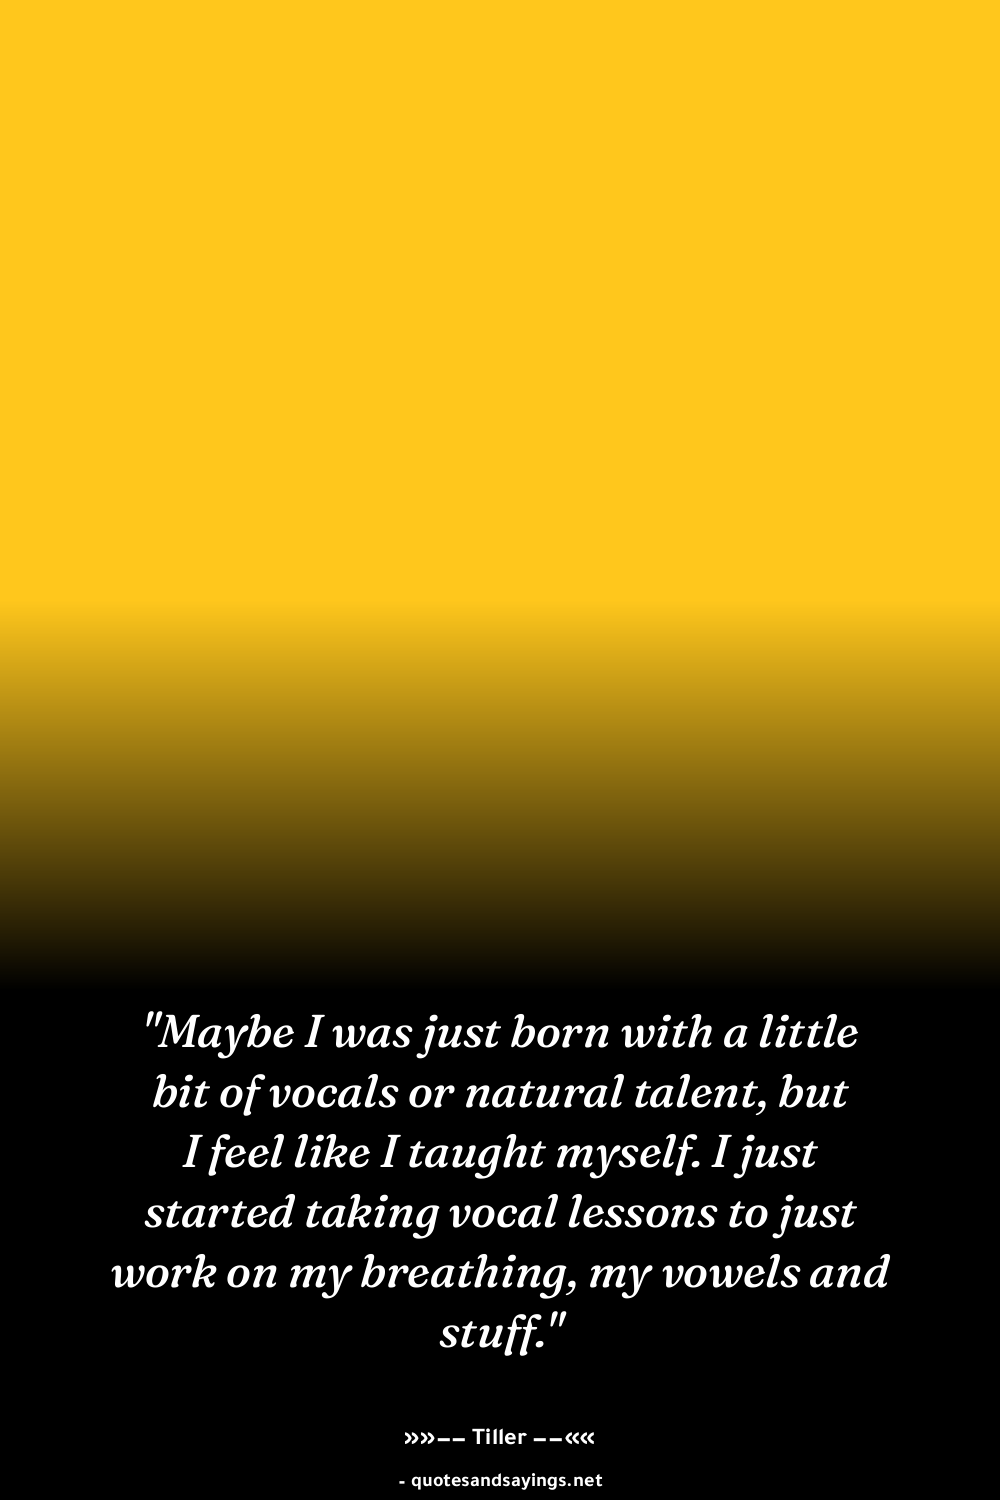 "Maybe I was just born with a little
bit of vocals or natural talent, but
I feel like I taught myself. I just
started taking vocal lessons to just
work on my breathing, my vowels and
stuff."
»»−− Tiller −−««
- quotesandsayings.net